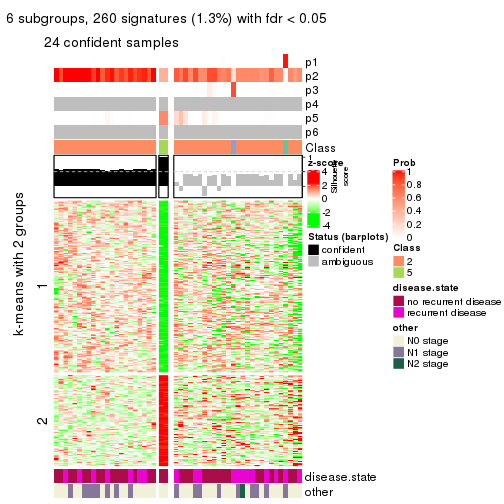 6 subgroups, 260 signatures (1.3%) with fdr < 0.05
24 confident samples
p1
p2
p3
p4
p5
p6
Class
1
Silhouette
score
k-means with 2 groups
1
2
disease.state
other
z-score
4
2
0
-2
-4
Status (barplots)
confident
ambiguous
Prob
1
0.8
0.6
0.4
0.2
0
Class
2
5
disease.state
no recurrent disease
recurrent disease
other
N0 stage
N1 stage
N2 stage